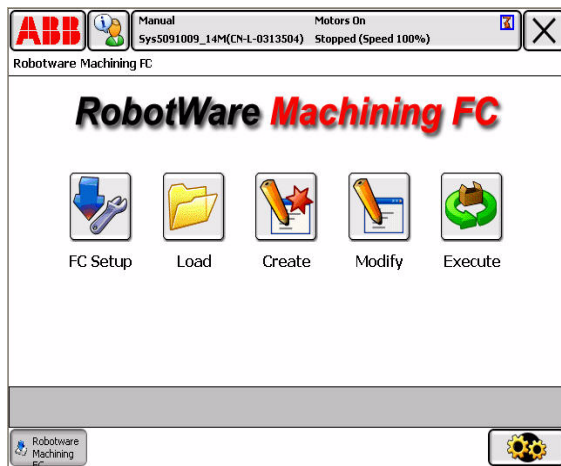 ABB
Manual
Motors On
Sys5091009_14M(CN-L-0313504)
Stopped (Speed 100%)
Robotware Machining FC
RobotWare Machining FC
FC Setup
Load
Create
Modify
Execute
Robotware
Machining
FC